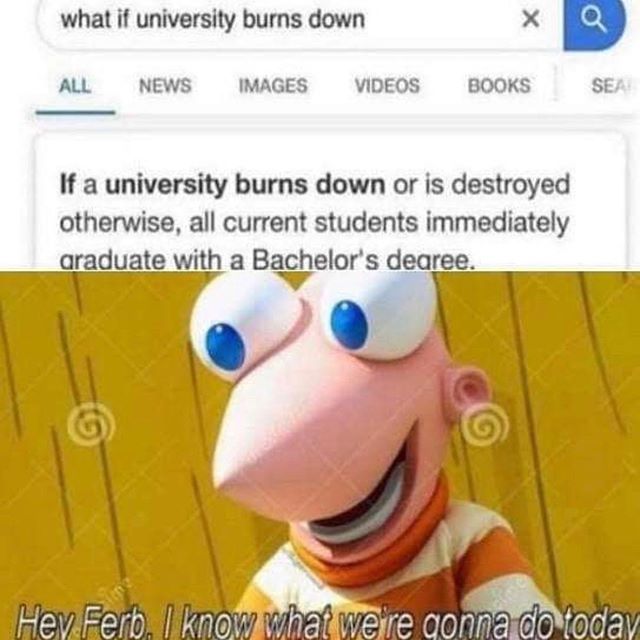 what if university burns down
ALL NEWS IMAGES VIDEOS BOOKS SEA
If a university burns down or is destroyed
otherwise, all current students immediately
graduate with a Bachelor's degree.
Hey Ferb, I know what we're gonna do today